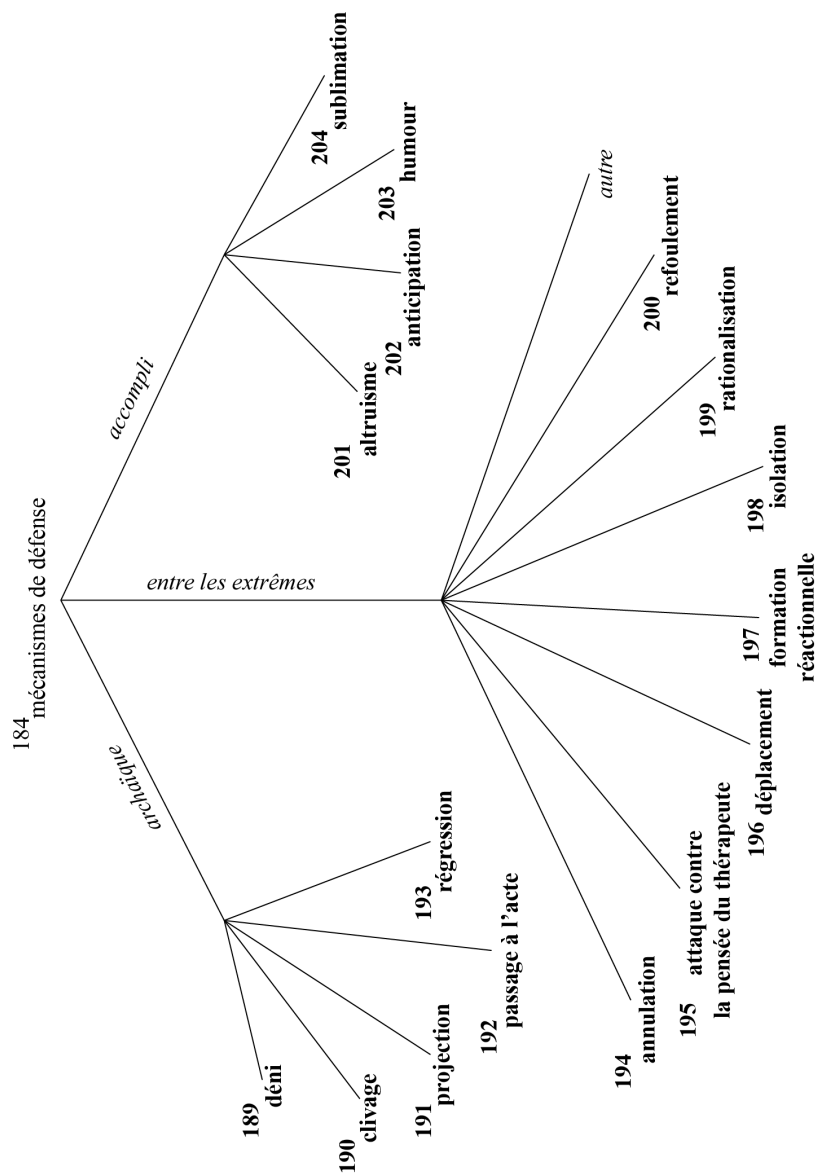 184 mécanismes de défense
archaïque
entre les extrêmes
accompli
189 déni
190 clivage
191 projection
192 passage à l’acte
193 régression
194 annulation
195 attaque contre
la pensée du thérapeute
196 déplacement
197 formation
réactionnelle
198 isolation
199 rationalisation
200 refoulement
autre
201 altruisme
202 anticipation
203 humour
204 sublimation